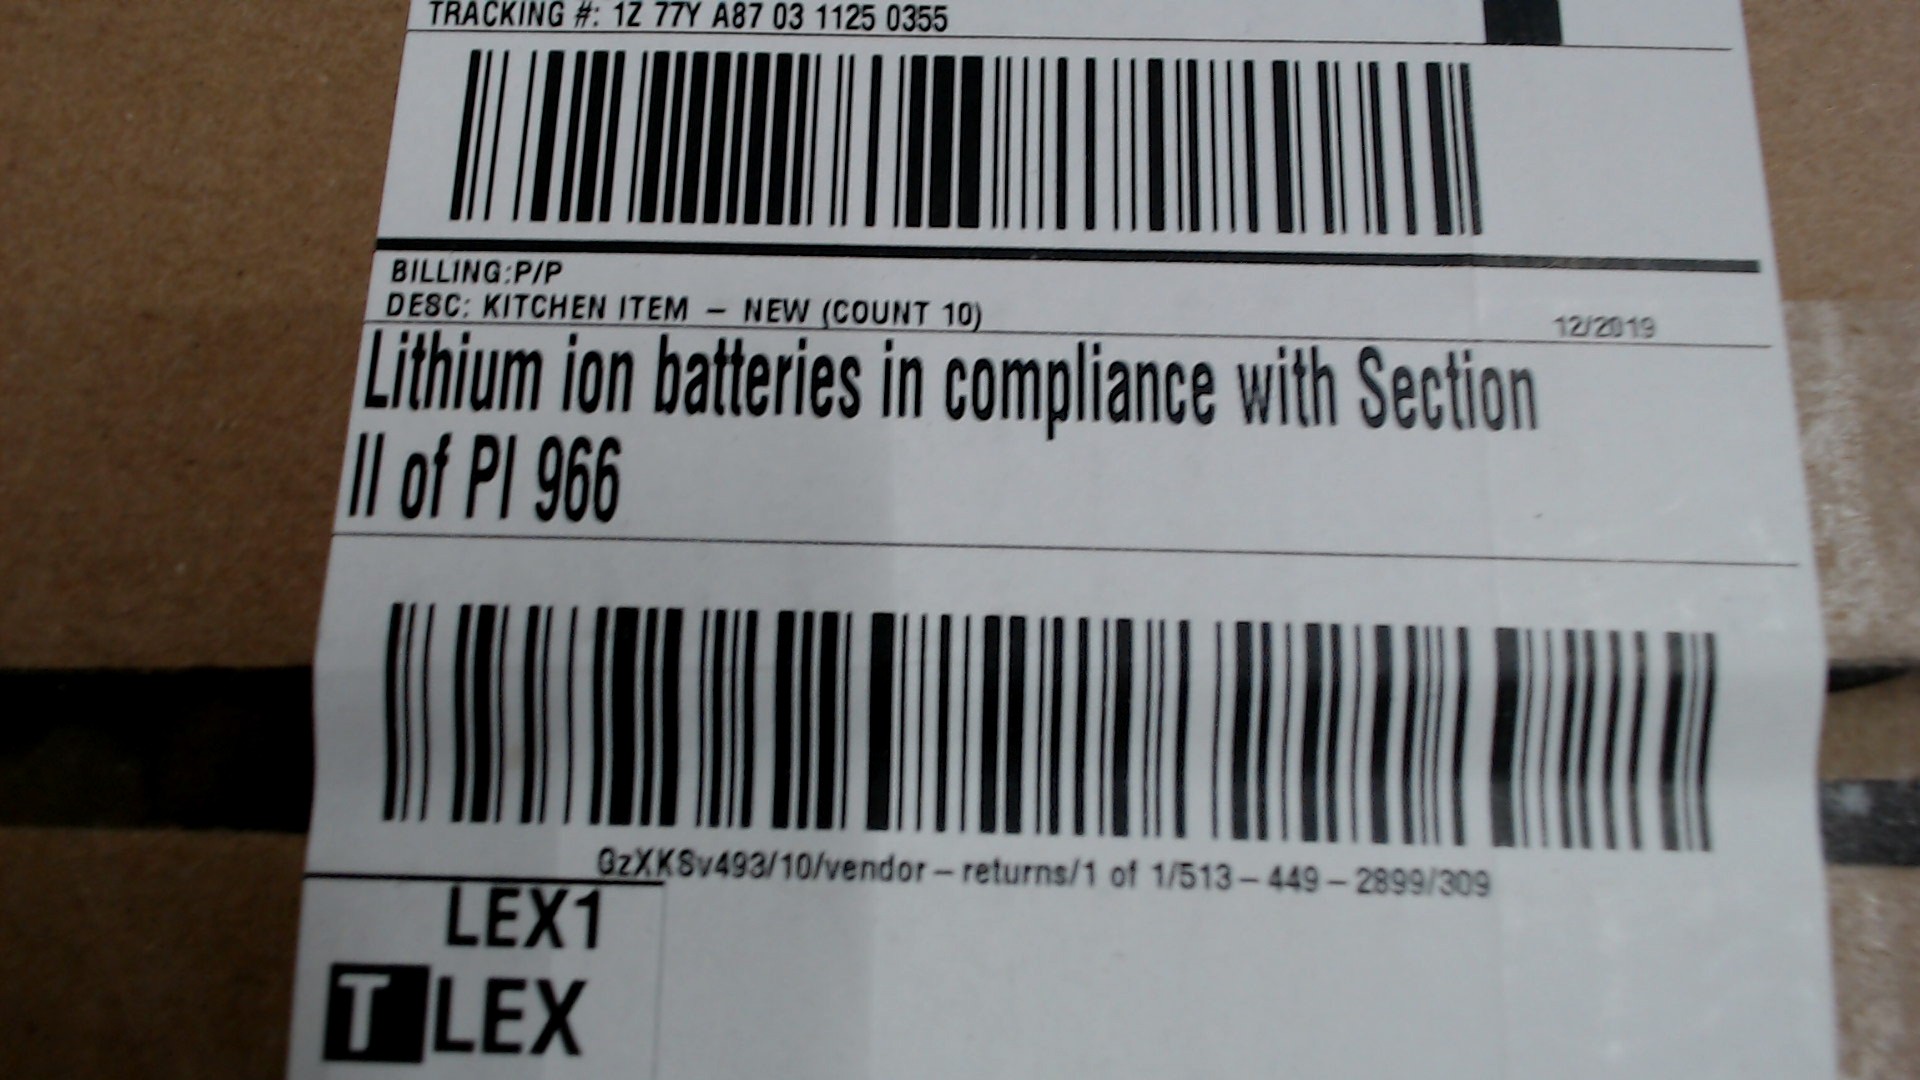 TRACKING #: 1Z 77Y A87 03 1125 0355
BILLING:P/P
DESC: KITCHEN ITEM – NEW (COUNT 10)
12/2019
Lithium ion batteries in compliance with Section
II of PI 966
GzXKSv493/10/vendor – returns/1 of 1/513 – 449 – 2899/309
LEX1
T LEX